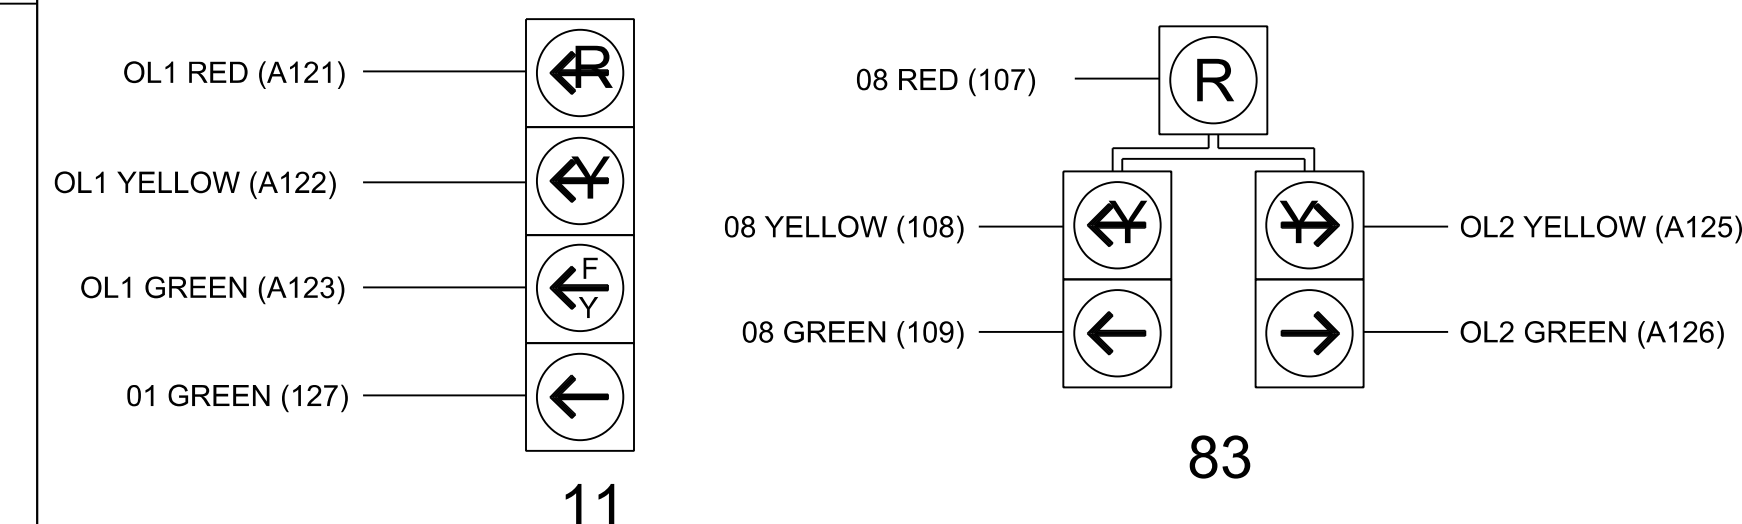 OL1 RED (A121)
R
OL1 YELLOW (A122)
Y
OL1 GREEN (A123)
F
Y
01 GREEN (127)
11
08 RED (107)
R
08 YELLOW (108)
Y
Y
OL2 YELLOW (A125)
08 GREEN (109)
OL2 GREEN (A126)
83